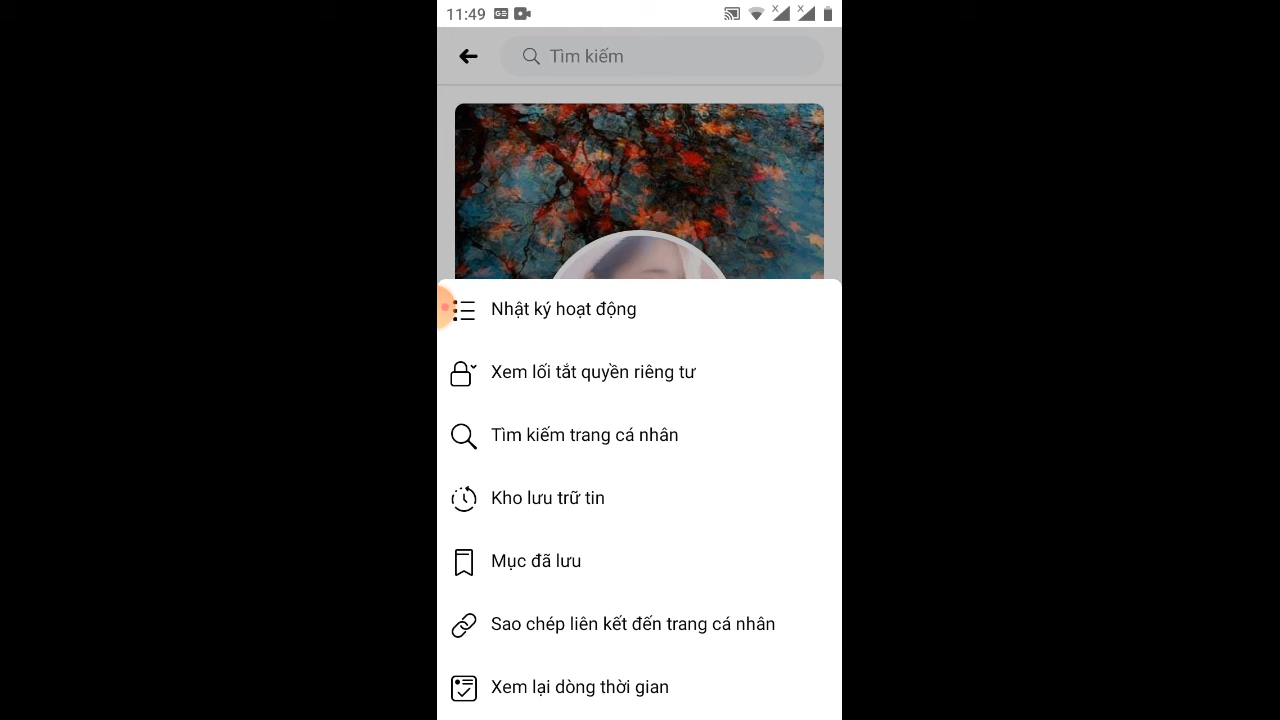 11:49
Tìm kiếm
Nhật ký hoạt động
Xem lối tắt quyền riêng tư
Tìm kiếm trang cá nhân
Kho lưu trữ tin
Mục đã lưu
Sao chép liên kết đến trang cá nhân
Xem lại dòng thời gian